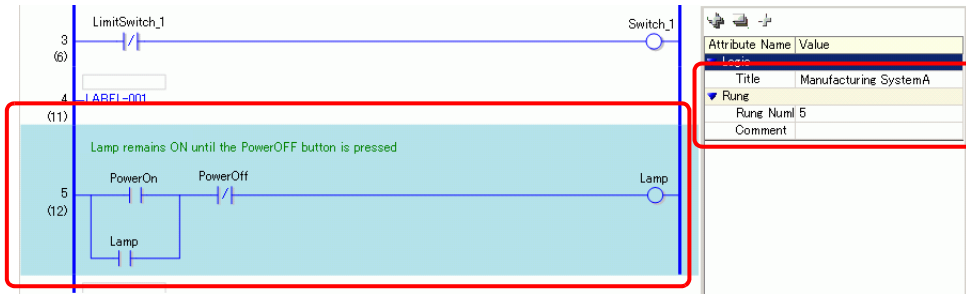 LimitSwitch_1
Switch_1
3
(6)
4
LABEL-001
(11)
Lamp remains ON until the PowerOFF button is pressed
PowerOn
PowerOff
Lamp
5
(12)
Lamp
Attribute Name Value
Logic
Title Manufacturing SystemA
Rung
Rung Numl 5
Comment